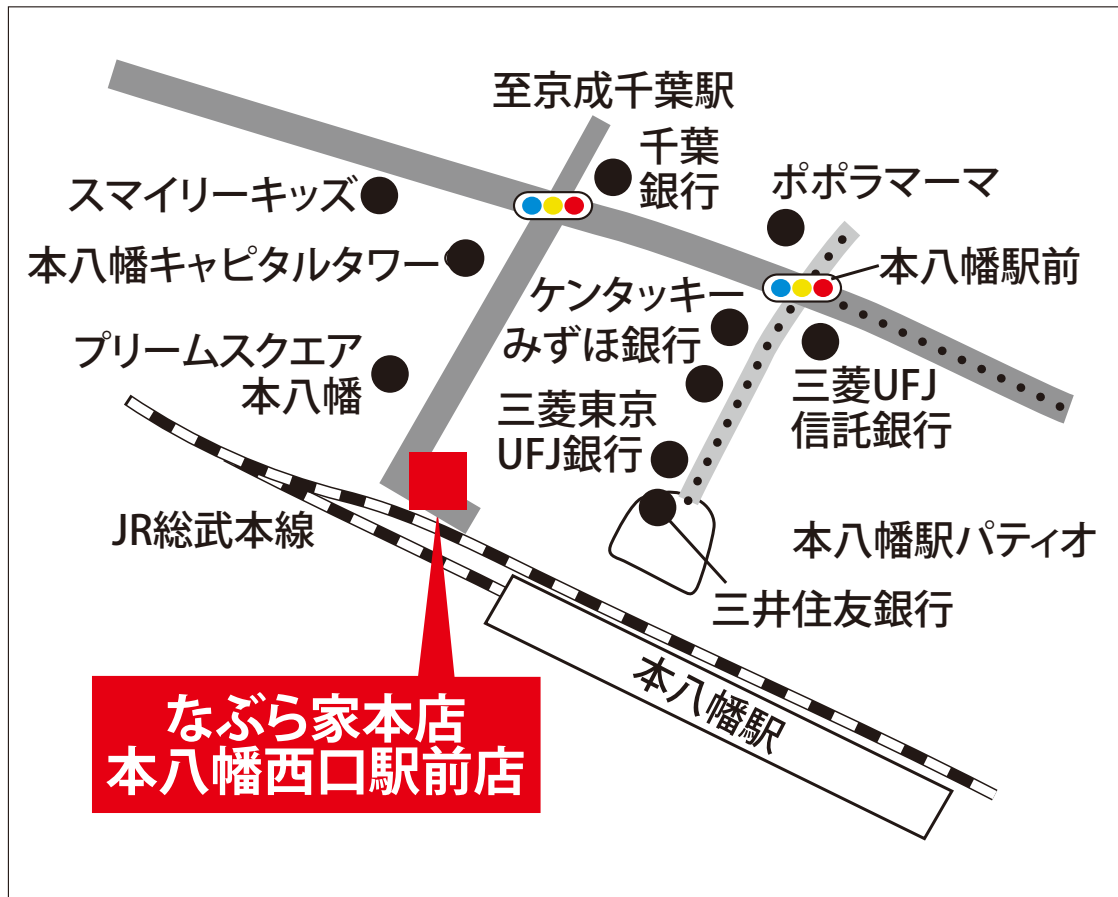 至京成千葉駅
千葉
銀行
ポポラマーマ
スマイリーキッズ
本八幡キャピタルタワー
本八幡駅前
ケンタッキー
みずほ銀行
プリームスクエア
本八幡
三菱UFJ
信託銀行
三菱東京
UFJ銀行
JR総武本線
本八幡駅パティオ
三井住友銀行
本八幡駅
なぶら家本店
本八幡西口駅前店